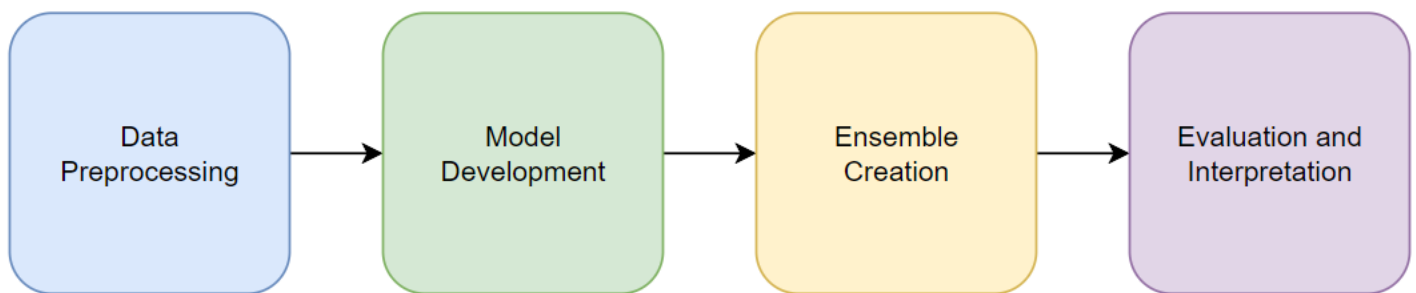 Data
Preprocessing
Model
Development
Ensemble
Creation
Evaluation and
Interpretation